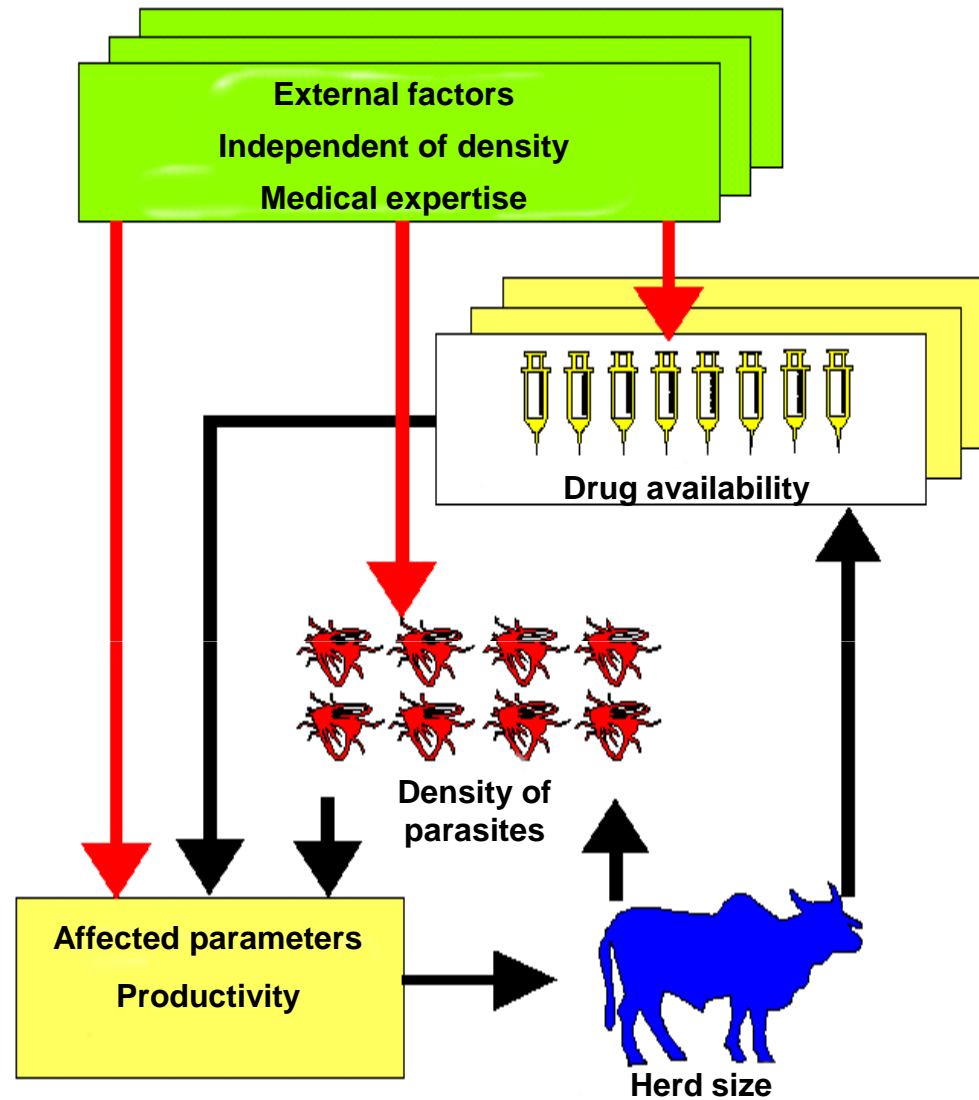 External factors
Independent of density
Medical expertise
Drug availability
Density of
parasites
Affected parameters
Productivity
Herd size